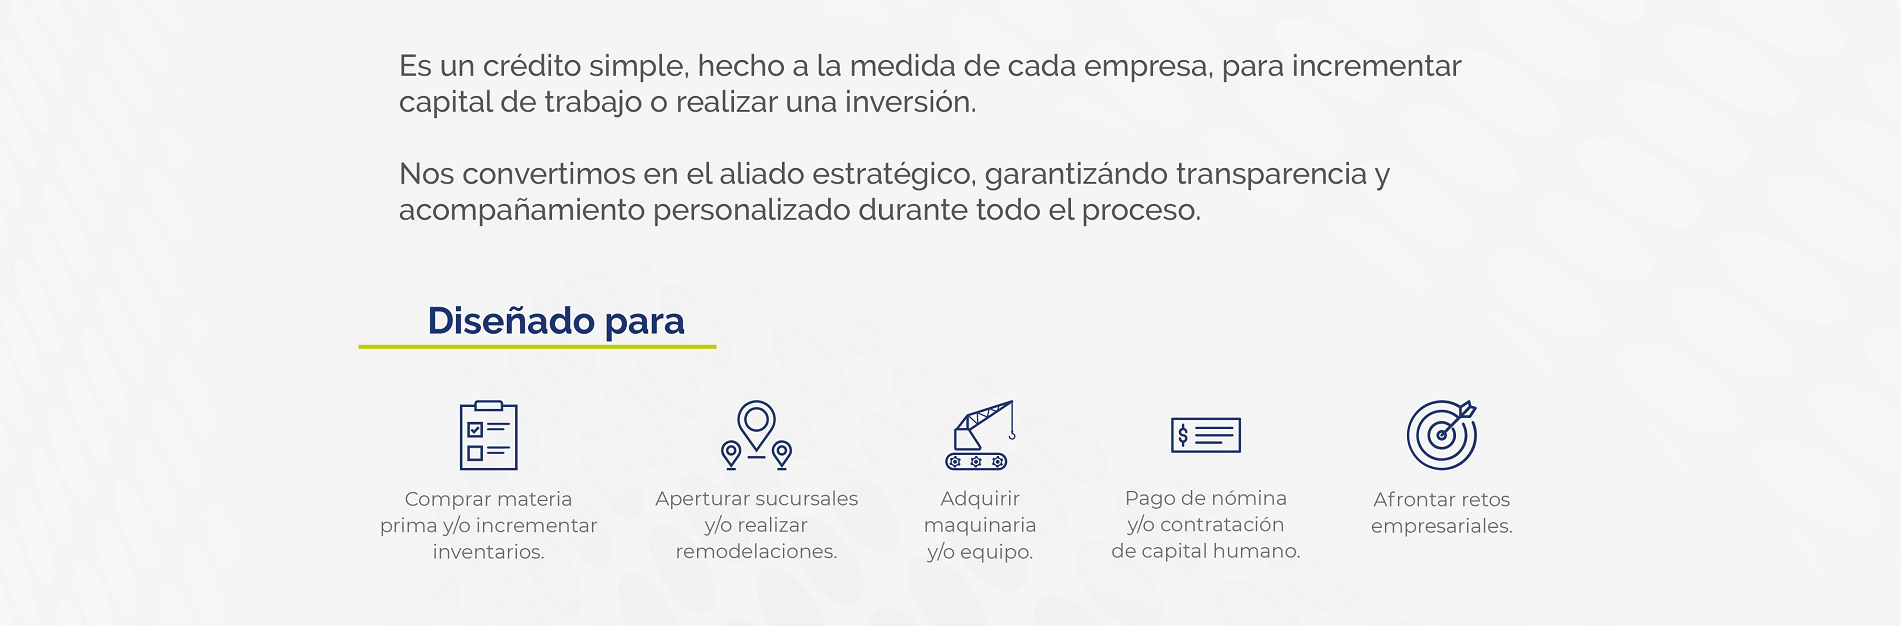 Es un crédito simple, hecho a la medida de cada empresa, para incrementar
capital de trabajo o realizar una inversión.
Nos convertimos en el aliado estratégico, garantizándo transparencia y
acompañamiento personalizado durante todo el proceso.
Diseñado para
Comprar materia
prima y/o incrementar
inventarios.
Aperturar sucursales
y/o realizar
remodelaciones.
Adquirir
maquinaria
y/o equipo.
$
Pago de nómina
y/o contratación
de capital humano.
Afrontar retos
empresariales.